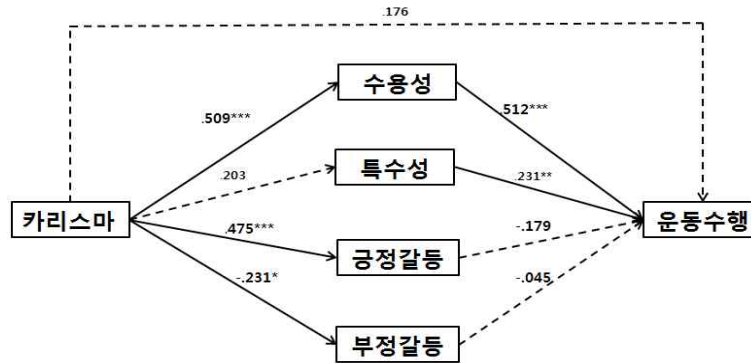 .176
수용성
.509***
.512***
특수성
.203
.231**
카리스마
운동수행
.475***
-.179
긍정갈등
-.231*
-.045
부정갈등